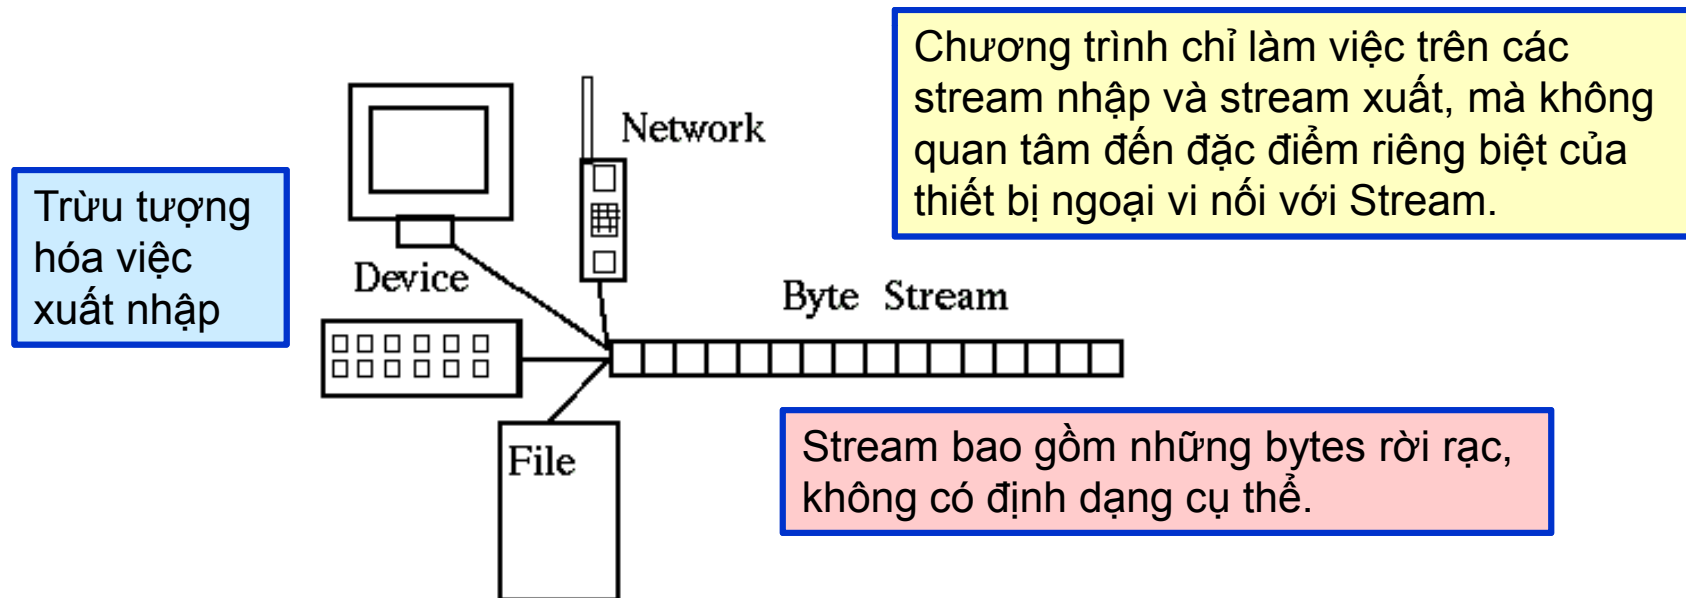 Chương trình chỉ làm việc trên các
stream nhập và stream xuất, mà không
quan tâm đến đặc điểm riêng biệt của
thiết bị ngoại vi nối với Stream.
Network
Trừu tượng
hóa việc
xuất nhập
Device
Byte Stream
File
Stream bao gồm những bytes rời rạc,
không có định dạng cụ thể.